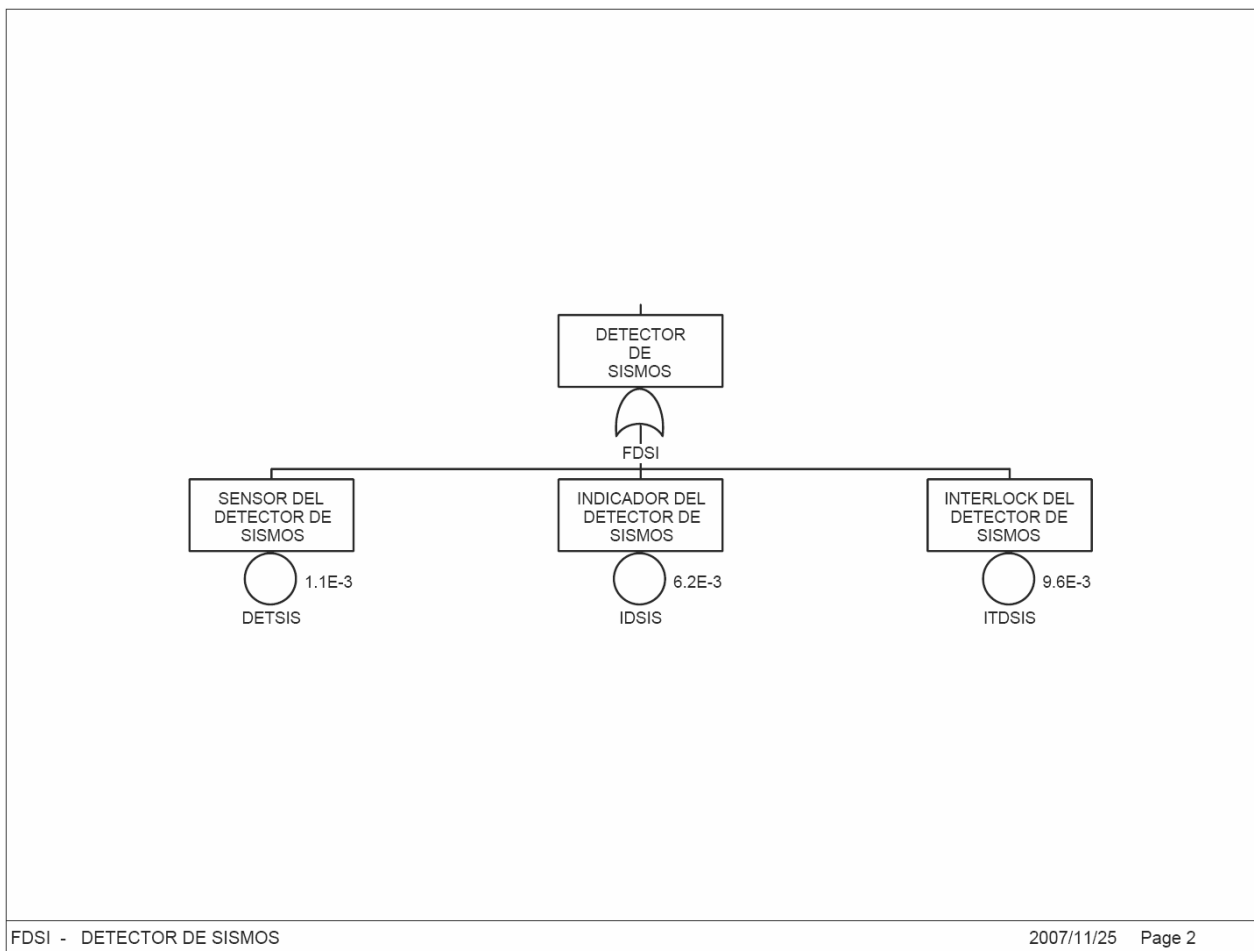 DETECTOR
DE
SISMOS
FDSI
SENSOR DEL
DETECTOR DE
SISMOS
INDICADOR DEL
DETECTOR DE
SISMOS
INTERLOCK DEL
DETECTOR DE
SISMOS
1.1E-3
6.2E-3
9.6E-3
DETSIS
IDSIS
ITDSIS
FDSI - DETECTOR DE SISMOS
2007/11/25 Page 2